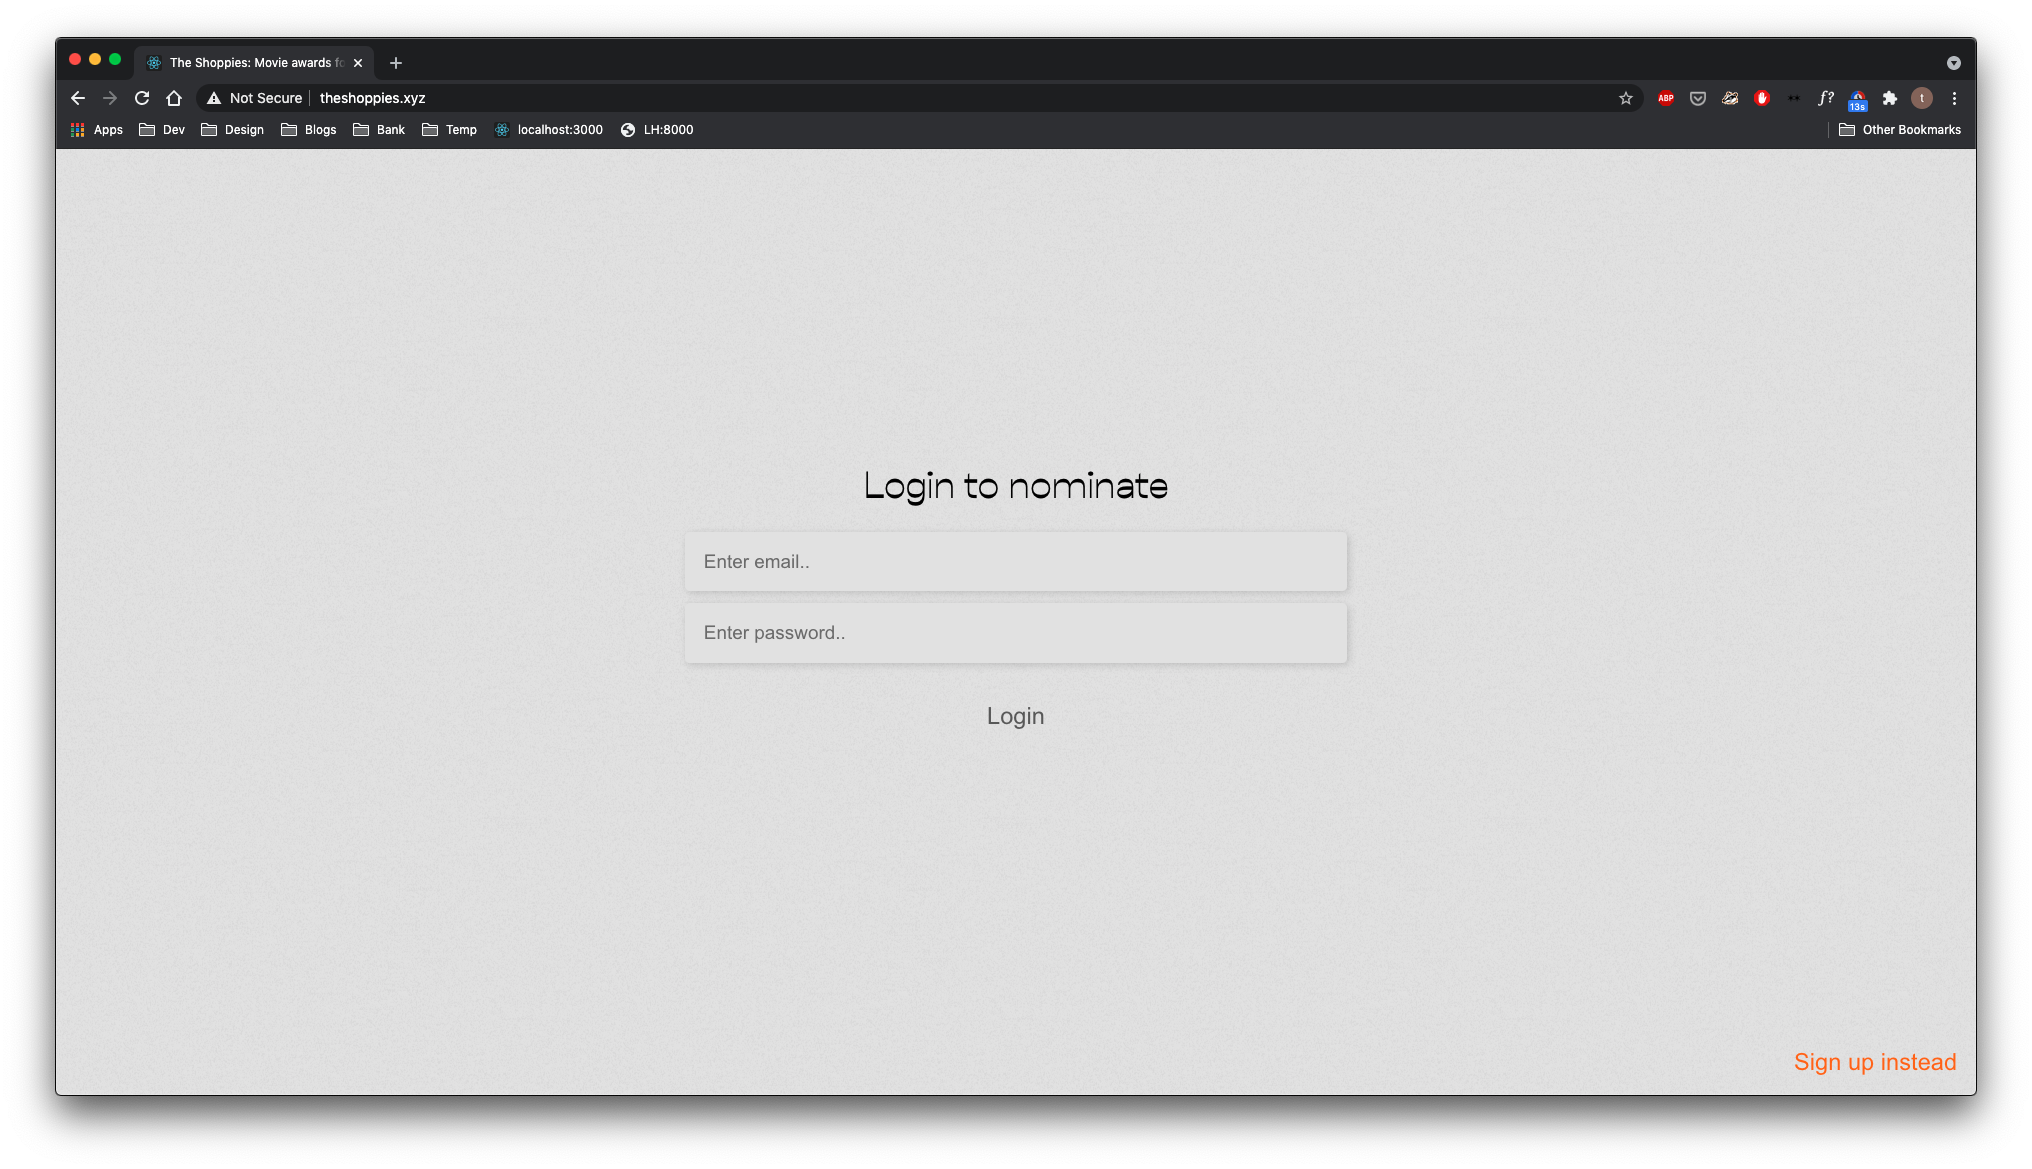 The Shoppies: Movie awards fo
Not Secure theshoppies.xyz
ABP
f?
13s
t
Apps Dev Design Blogs Bank Temp localhost:3000 LH:8000 Other Bookmarks
Login to nominate
Enter email..
Enter password..
Login
Sign up instead